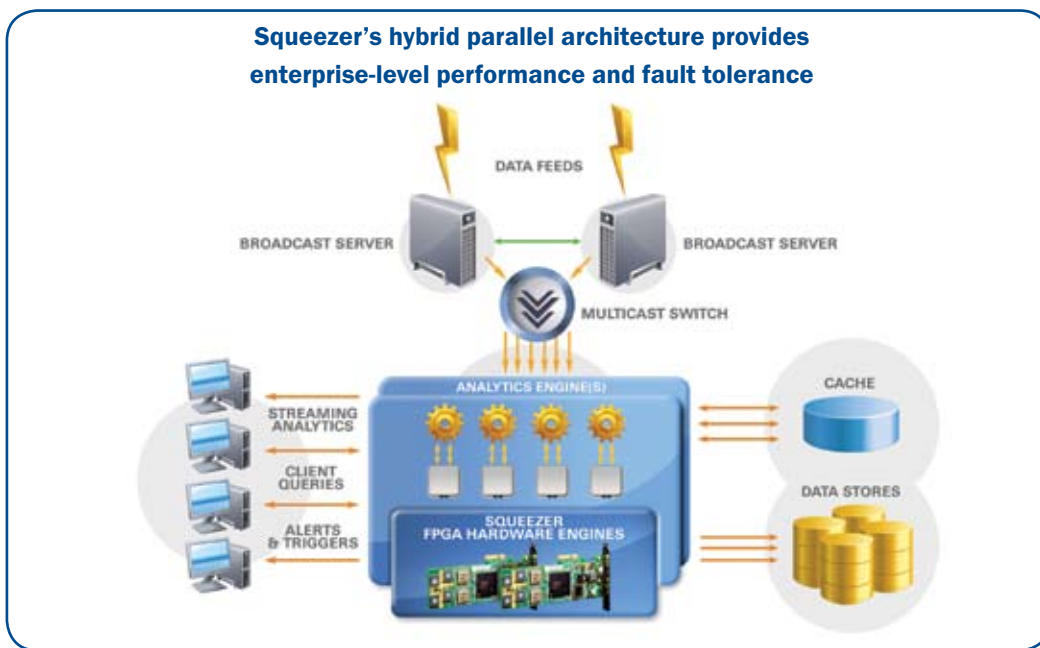 Squeezer’s hybrid parallel architecture provides
enterprise-level performance and fault tolerance
DATA FEEDS
BROADCAST SERVER
BROADCAST SERVER
MULTICAST SWITCH
ANALYTICS ENGINE(S)
STREAMING
ANALYTICS
CLIENT
QUERIES
ALERTS
& TRIGGERS
CACHE
DATA STORES
SQUEEZER
FPGA HARDWARE ENGINES